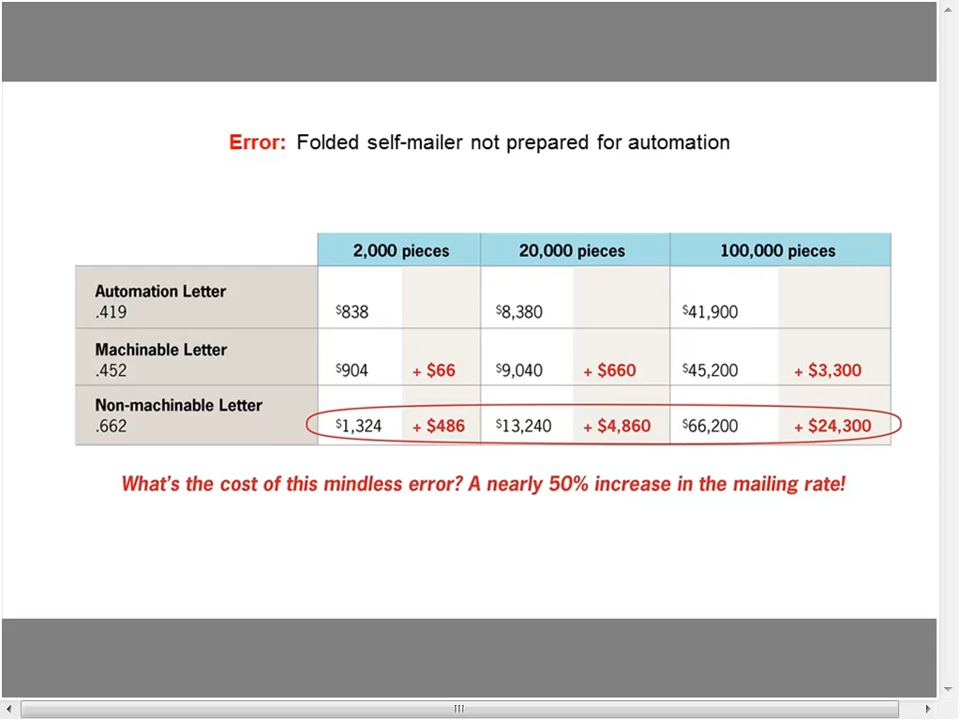 Error: Folded self-mailer not prepared for automation
2,000 pieces 20,000 pieces 100,000 pieces
Automation Letter
.419 $838 $8,380 $41,900
Machinable Letter
.452 $904 + $66 $9,040 + $660 $45,200 + $3,300
Non-machinable Letter
.662 $1,324 + $486 $13,240 + $4,860 $66,200 + $24,300
What's the cost of this mindless error? A nearly 50% increase in the mailing rate!